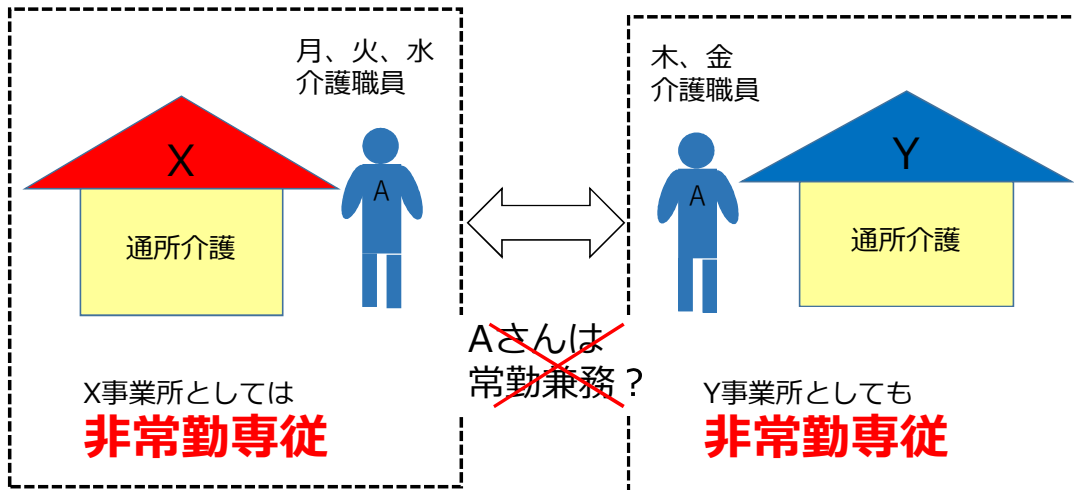 月、火、水
介護職員
X
A
通所介護
X事業所としては
非常勤専従
Aさんは
常勤兼務？
木、金
介護職員
A
Y
通所介護
Y事業所としても
非常勤専従